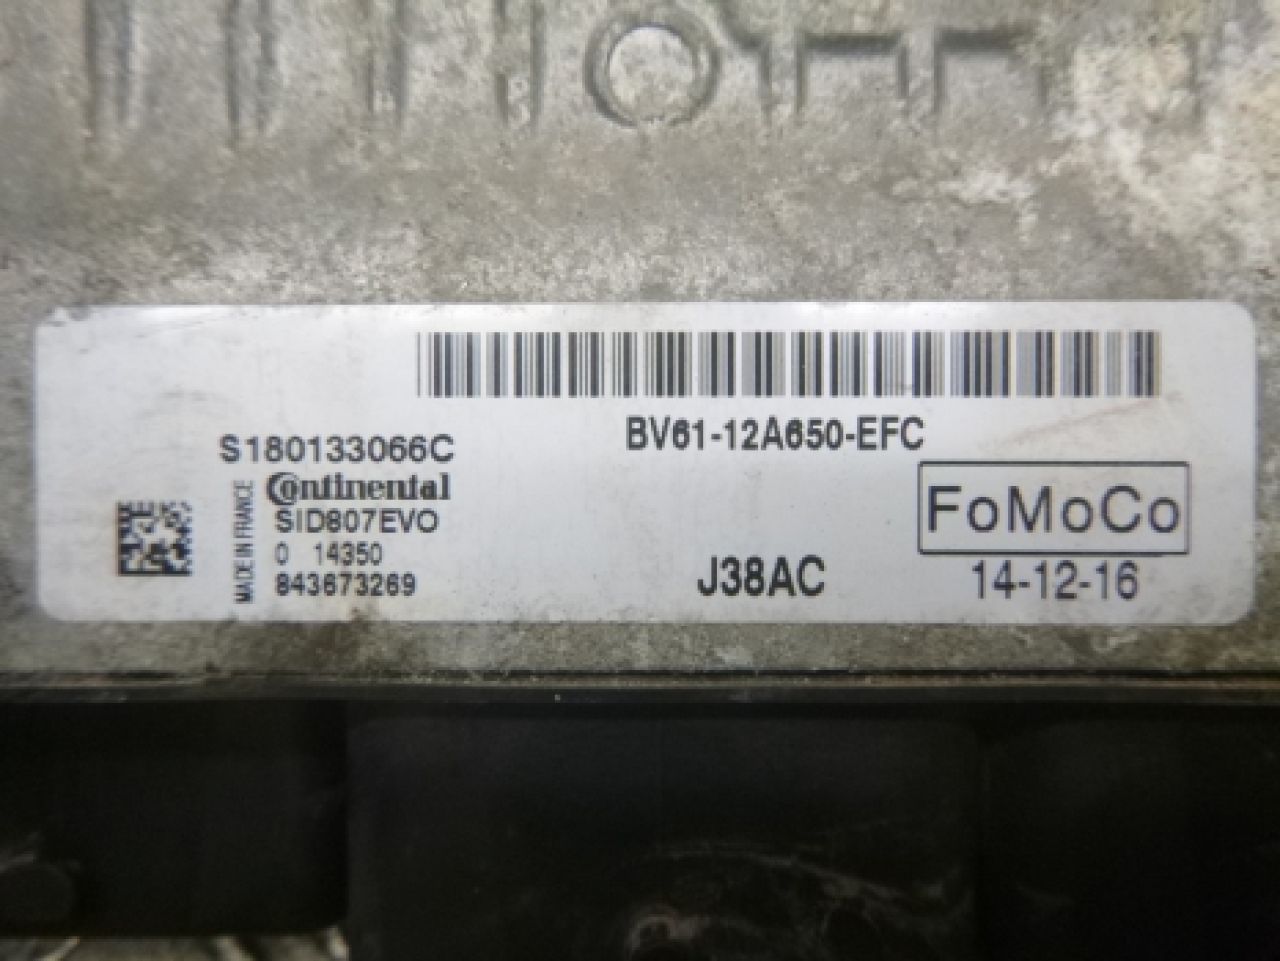 BV61-12A650-EFC
S180133066C
Continental
SID807EVO
0 14350
843673269
MADE IN FRANCE
FoMoCo
J38AC
14-12-16